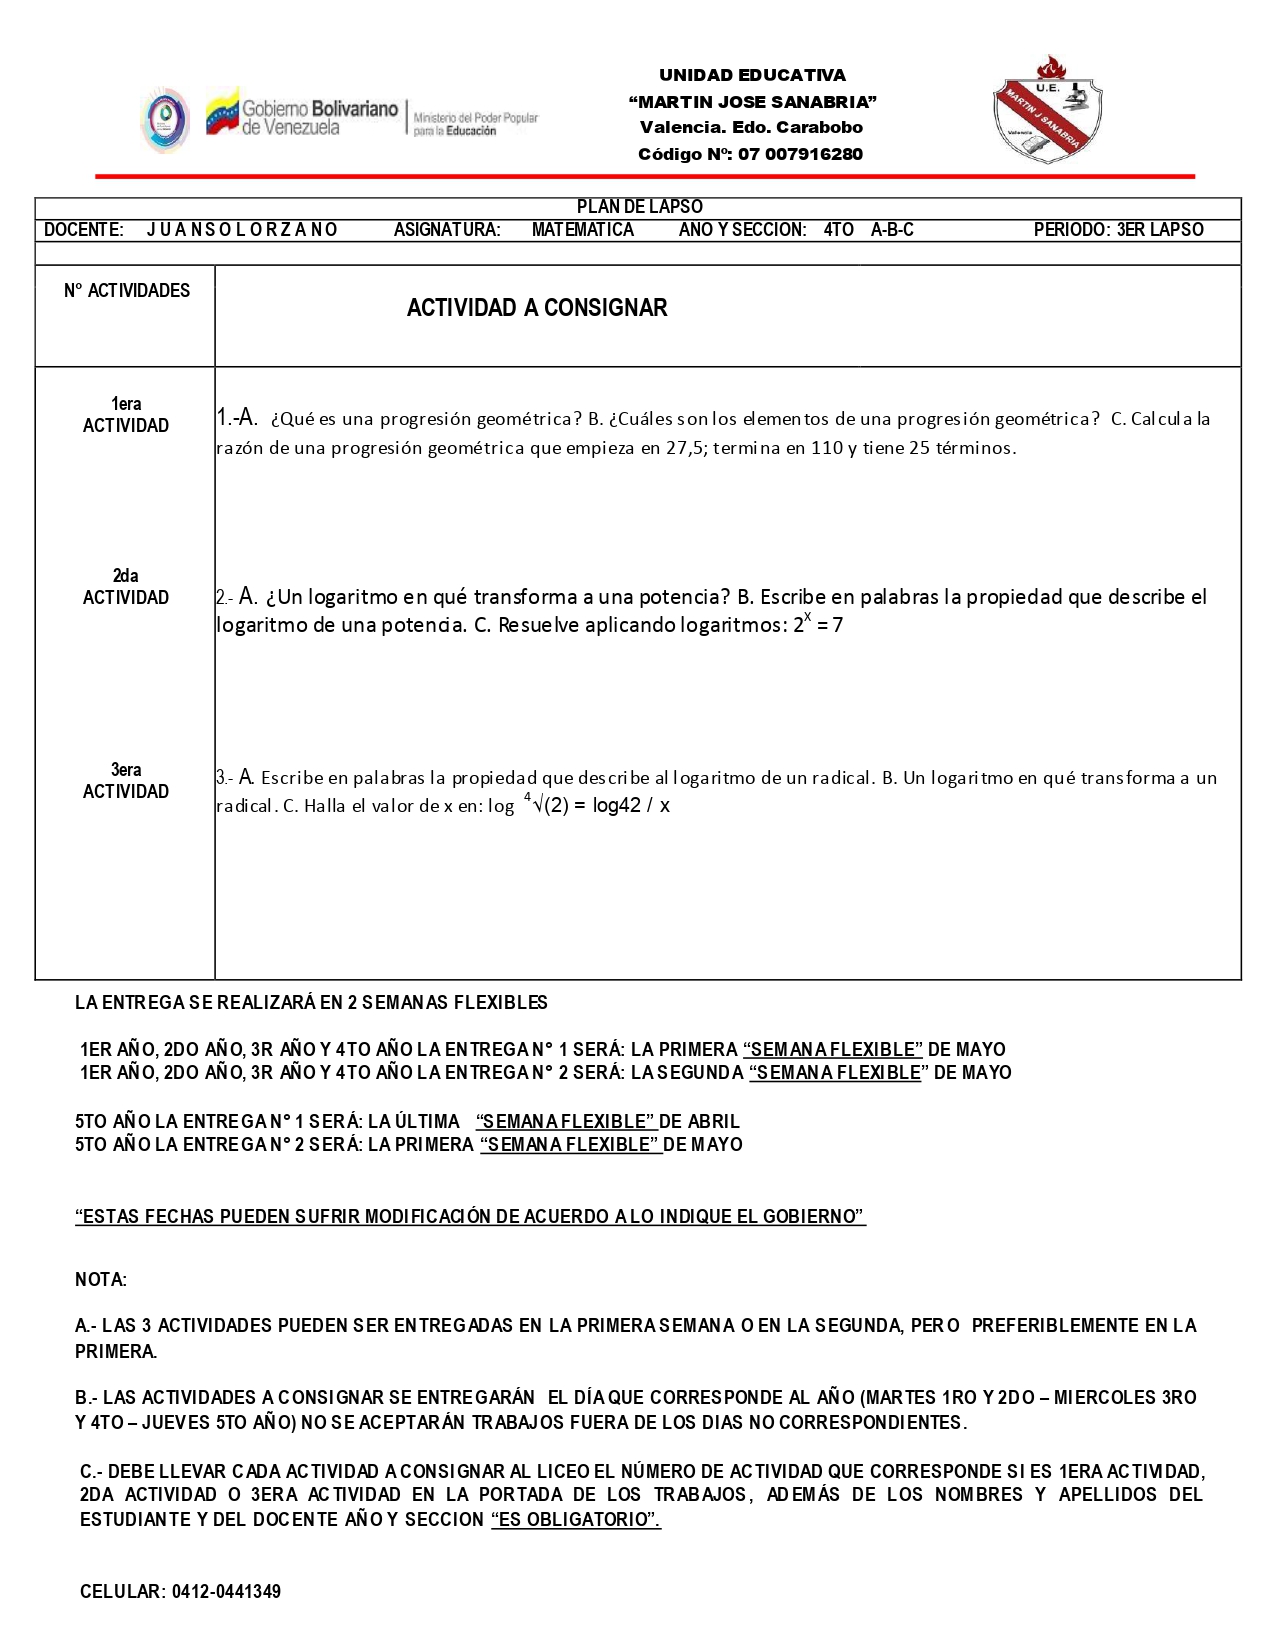 Gobierno Bolivariano de Venezuela
Ministerio del Poder Popular para la Educación
UNIDAD EDUCATIVA
“MARTIN JOSE SANABRIA”
Valencia. Edo. Carabobo
Código Nº: 07 007916280
U.E.
MARTIN J SANABRIA
Valencia
PLAN DE LAPSO
DOCENTE: J U A N S O L O R Z A N O ASIGNATURA: MATEMATICA ANO Y SECCION: 4TO A-B-C PERIODO: 3ER LAPSO
N° ACTIVIDADES
ACTIVIDAD A CONSIGNAR
1era
ACTIVIDAD
1.-A. ¿Qué es una progresión geométrica? B. ¿Cuáles son los elementos de una progresión geométrica? C. Calcula la
razón de una progresión geométrica que empieza en 27,5; termina en 110 y tiene 25 términos.
2da
ACTIVIDAD
2.- A. ¿Un logaritmo en qué transforma a una potencia? B. Escribe en palabras la propiedad que describe el
logaritmo de una potencia. C. Resuelve aplicando logaritmos: 2^x = 7
3era
ACTIVIDAD
3.- A. Escribe en palabras la propiedad que describe al logaritmo de un radical. B. Un logaritmo en qué transforma a un
radical. C. Halla el valor de x en: log ⁴√(2) = log42 / x
LA ENTREGA SE REALIZARÁ EN 2 SEMANAS FLEXIBLES
1ER AÑO, 2DO AÑO, 3R AÑO Y 4TO AÑO LA ENTREGA N° 1 SERÁ: LA PRIMERA “SEMANA FLEXIBLE” DE MAYO
1ER AÑO, 2DO AÑO, 3R AÑO Y 4TO AÑO LA ENTREGA N° 2 SERÁ: LA SEGUNDA “SEMANA FLEXIBLE” DE MAYO
5TO AÑO LA ENTREGA N° 1 SERÁ: LA ÚLTIMA “SEMANA FLEXIBLE” DE ABRIL
5TO AÑO LA ENTREGA N° 2 SERÁ: LA PRIMERA “SEMANA FLEXIBLE” DE MAYO
“ESTAS FECHAS PUEDEN SUFRIR MODIFICACIÓN DE ACUERDO A LO INDIQUE EL GOBIERNO”
NOTA:
A.- LAS 3 ACTIVIDADES PUEDEN SER ENTREGADAS EN LA PRIMERA SEMANA O EN LA SEGUNDA, PERO PREFERIBLEMENTE EN LA
PRIMERA.
B.- LAS ACTIVIDADES A CONSIGNAR SE ENTREGARÁN EL DÍA QUE CORRESPONDE AL AÑO (MARTES 1RO Y 2DO – MIERCOLES 3RO
Y 4TO – JUEVES 5TO AÑO) NO SE ACEPTARÁN TRABAJOS FUERA DE LOS DIAS NO CORRESPONDIENTES.
C.- DEBE LLEVAR CADA ACTIVIDAD A CONSIGNAR AL LICEO EL NÚMERO DE ACTIVIDAD QUE CORRESPONDE SI ES 1ERA ACTIVIDAD,
2DA ACTIVIDAD O 3ERA ACTIVIDAD EN LA PORTADA DE LOS TRABAJOS, ADEMÁS DE LOS NOMBRES Y APELLIDOS DEL
ESTUDIANTE Y DEL DOCENTE AÑO Y SECCION “ES OBLIGATORIO”.
CELULAR: 0412-0441349